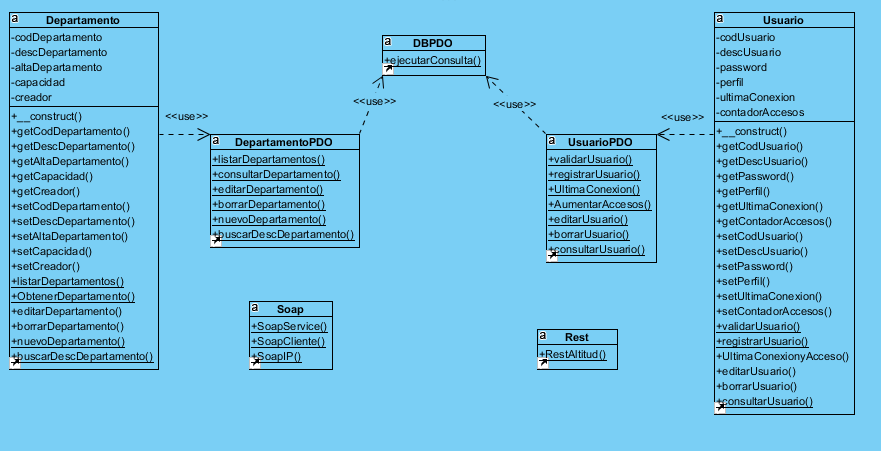 a
Departamento
-codDepartamento
-descDepartamento
-altaDepartamento
-capacidad
-creador
+__construct()
+getCodDepartamento()
+getDescDepartamento()
+getAltaDepartamento()
+getCapacidad()
+getCreador()
+setCodDepartamento()
+setDescDepartamento()
+setAltaDepartamento()
+setCapacidad()
+setCreador()
+listarDepartamentos()
+ObtenerDepartamento()
+editarDepartamento()
+borrarDepartamento()
+nuevoDepartamento()
+buscarDescDepartamento()
<<use>>
a
DepartamentoPDO
+listarDepartamentos()
+consultarDepartamento()
+editarDepartamento()
+borrarDepartamento()
+nuevoDepartamento()
+buscarDescDepartamento()
<<use>>
a
DBPDO
+ejecutarConsulta()
<<use>>
a
UsuarioPDO
+validarUsuario()
+registrarUsuario()
+UltimaConexion()
+AumentarAccesos()
+editarUsuario()
+borrarUsuario()
+consultarUsuario()
<<use>>
a
Usuario
-codUsuario
-descUsuario
-password
-perfil
-ultimaConexion
-contadorAccesos
+__construct()
+getCodUsuario()
+getDescUsuario()
+getPassword()
+getPerfil()
+getUltimaConexion()
+getContadorAccesos()
+setCodUsuario()
+setDescUsuario()
+setPassword()
+setPerfil()
+setUltimaConexion()
+setContadorAccesos()
+validarUsuario()
+registrarUsuario()
+UltimaConexionyAcceso()
+editarUsuario()
+borrarUsuario()
+consultarUsuario()
a
Soap
+SoapService()
+SoapCliente()
+SoapIP()
a
Rest
+RestAltitud()